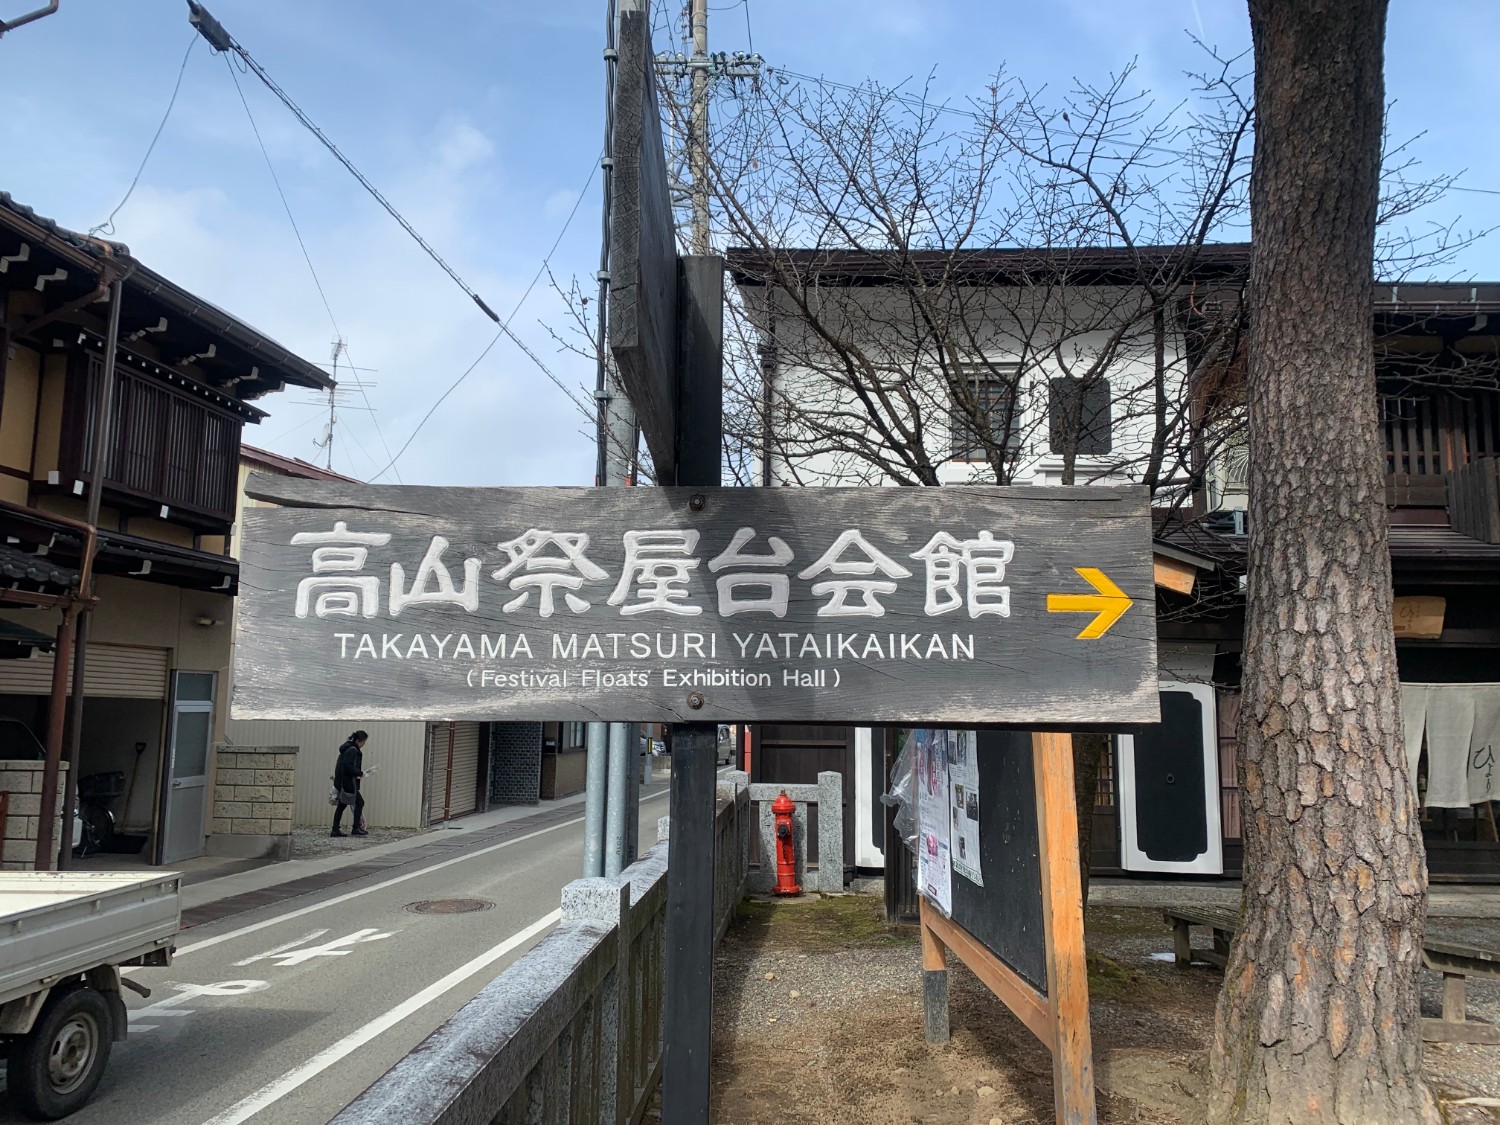 高山祭屋台会館
TAKAYAMA MATSURI YATAIKAIKAN
(Festival Floats' Exhibition Hall)